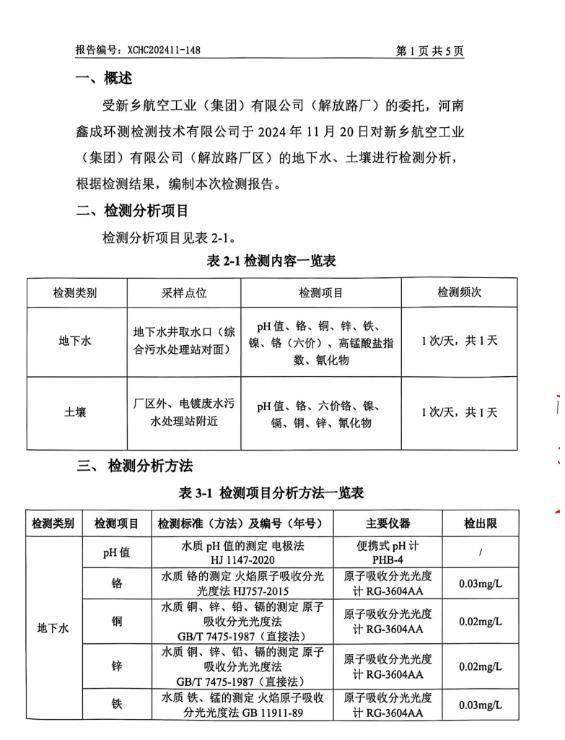 报告编号：XCHC202411-148
第 1 页 共 5 页
一、概述
受新乡航空工业（集团）有限公司（解放路厂）的委托，河南
鑫成环测检测技术有限公司于 2024 年 11 月 20 日对新乡航空工业
（集团）有限公司（解放路厂区）的地下水、土壤进行检测分析，
根据检测结果，编制本次检测报告。
二、检测分析项目
检测分析项目见表 2-1。
表 2-1 检测内容一览表
检测类别 采样点位 检测项目 检测频次
地下水
地下水井取水口（综
合污水处理站对面）
pH 值、铬、铜、锌、铁、
镍、铬（六价）、高锰酸盐指
数、氰化物
1 次/天，共 1 天
土壤
厂区外、电镀废水污
水处理站附近
pH 值、铬、六价铬、镍、
镉、铜、锌、氰化物
1 次/天，共 1 天
三、 检测分析方法
表 3-1 检测项目分析方法一览表
检测类别 检测项目 检测标准（方法）及编号（年号） 主要仪器 检出限
地下水
pH 值
水质 pH 值的测定 电极法
HJ 1147-2020
便携式 pH 计
PHB-4
/
铬
水质 铬的测定 火焰原子吸收分光
光度法 HJ757-2015
原子吸收分光光度
计 RG-3604AA
0.03mg/L
铜
水质 铜、锌、铅、镉的测定 原子
吸收分光光度法
GB/T 7475-1987（直接法）
原子吸收分光光度
计 RG-3604AA
0.02mg/L
锌
水质 铜、锌、铅、镉的测定 原子
吸收分光光度法
GB/T 7475-1987（直接法）
原子吸收分光光度
计 RG-3604AA
0.02mg/L
铁
水质 铁、锰的测定 火焰原子吸收
分光光度法 GB 11911-89
原子吸收分光光度
计 RG-3604AA
0.03mg/L